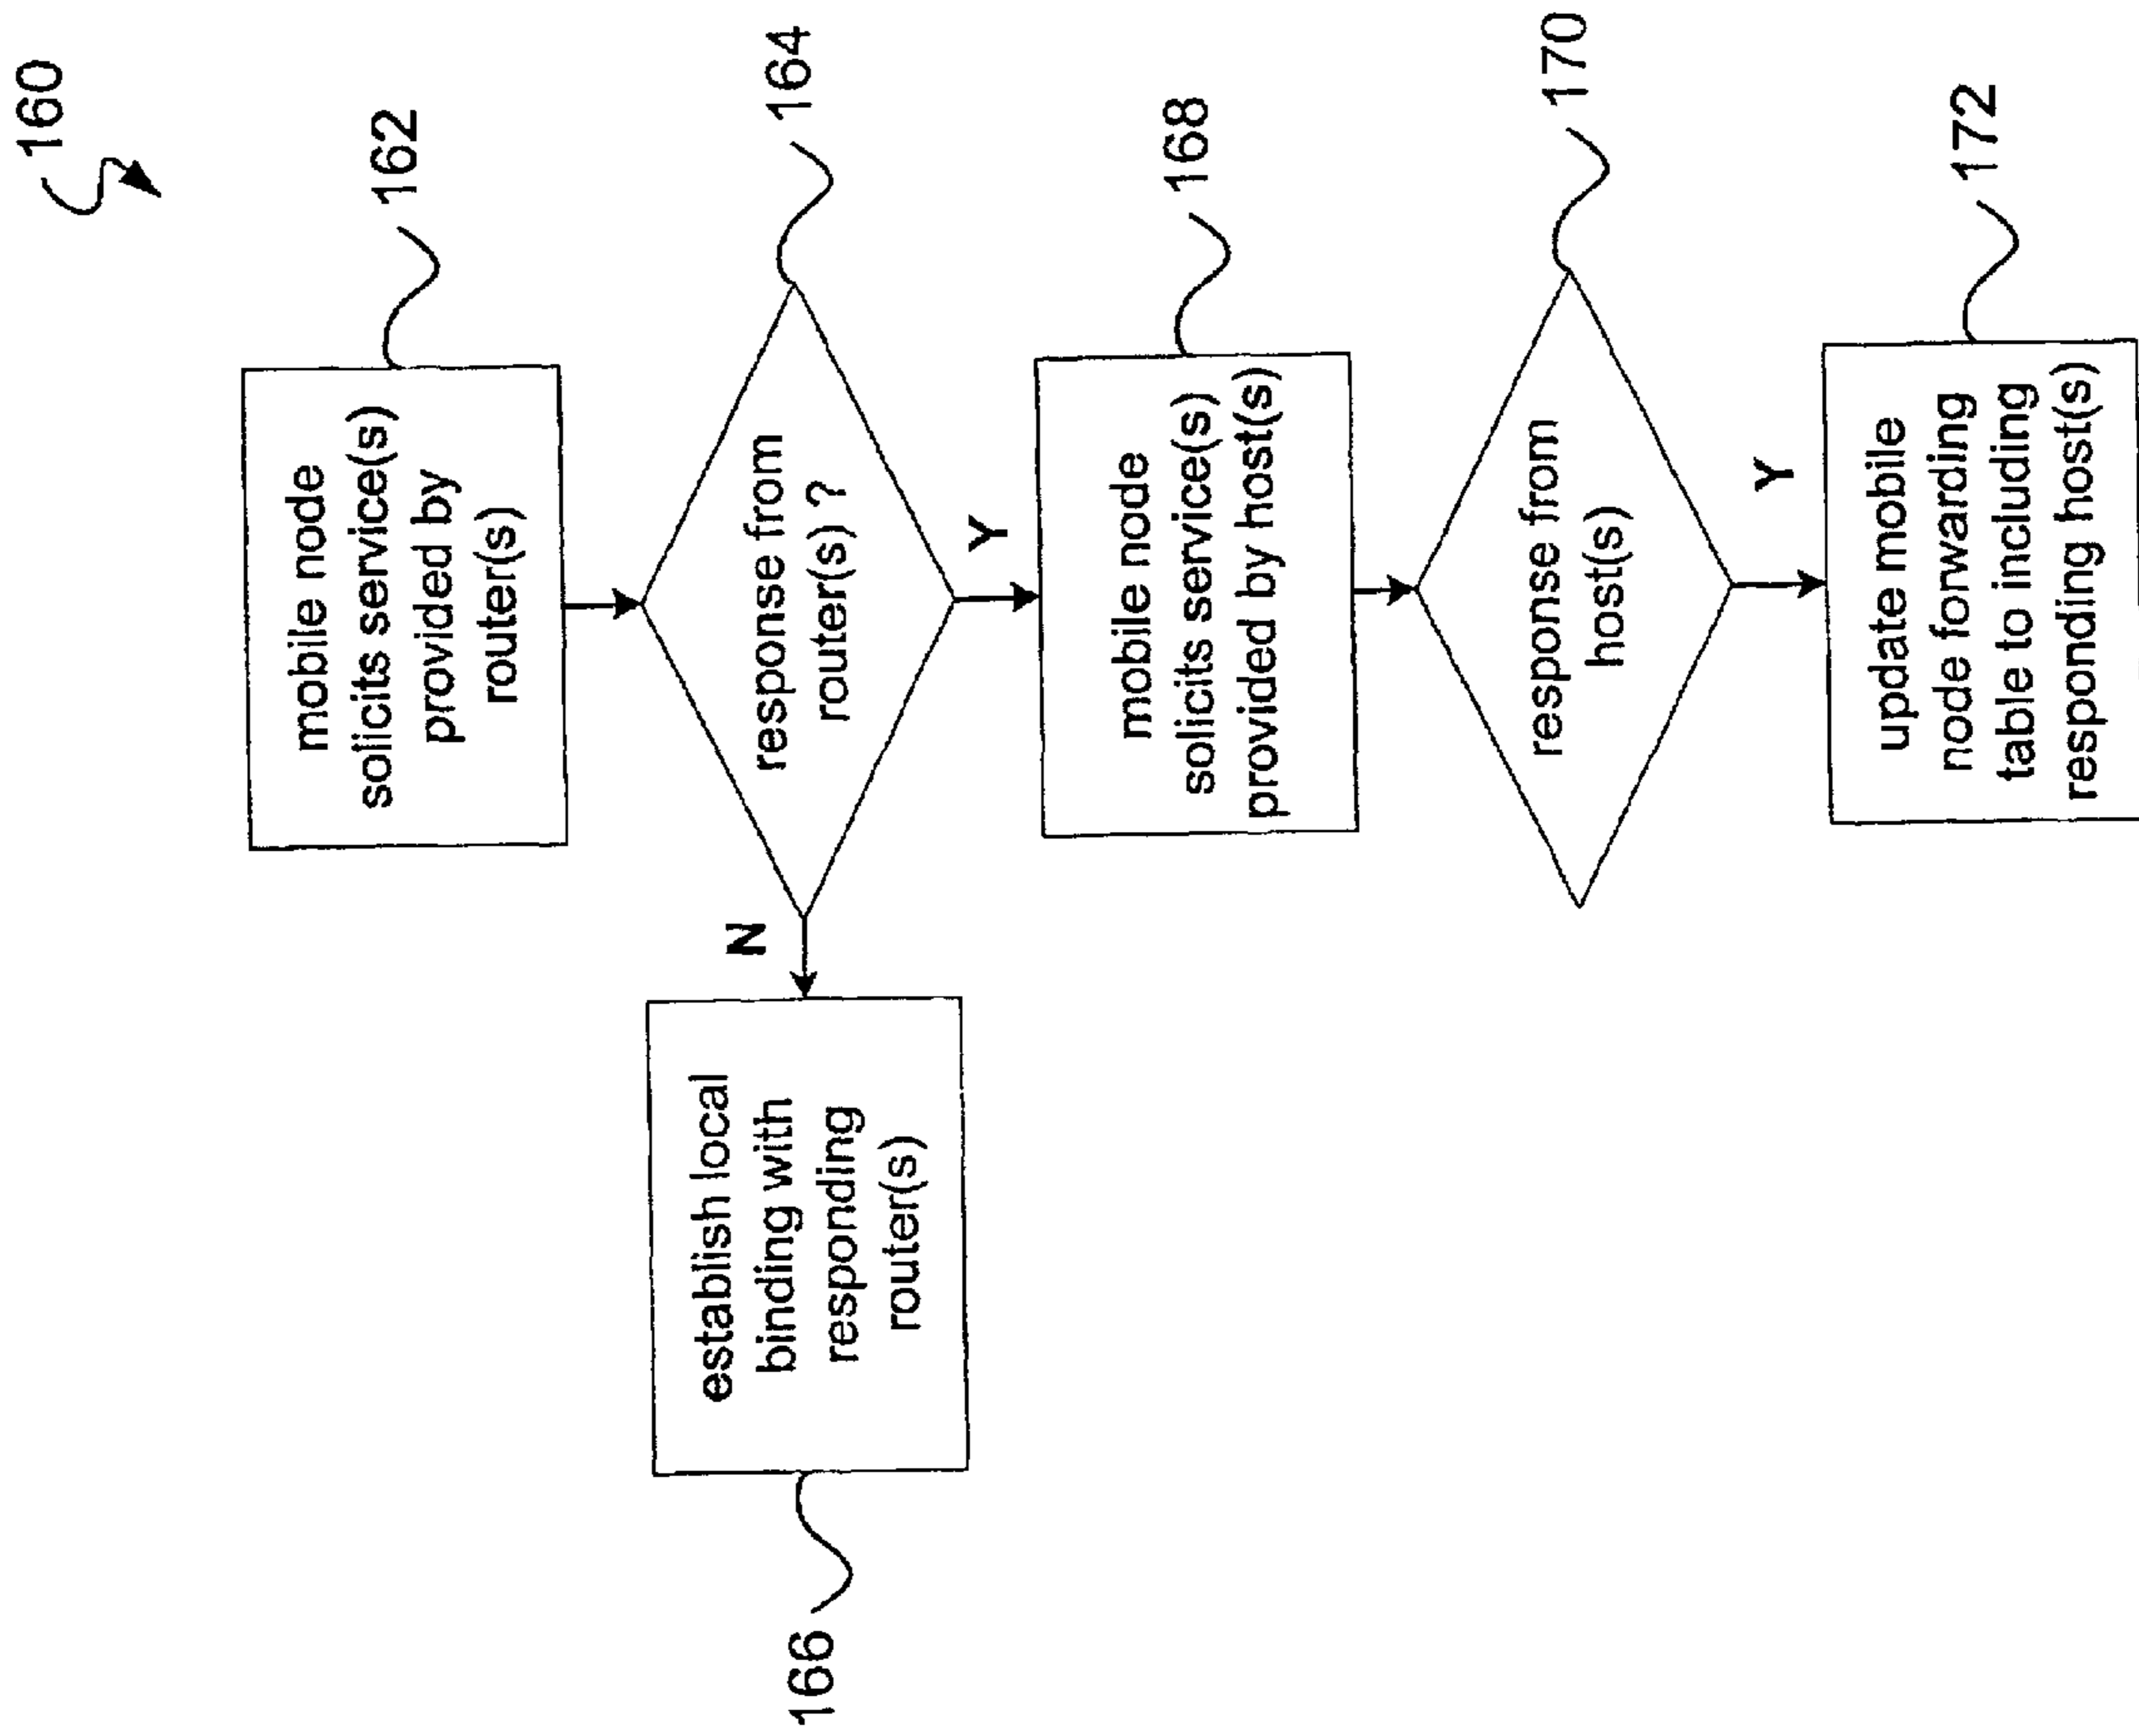 160
mobile node
solicits service(s)
provided by
router(s)
162
response from
router(s) ?
164
N
establish local
binding with
responding
router(s)
166
Y
mobile node
solicits service(s)
provided by host(s)
168
response from
host(s)
170
Y
update mobile
node forwarding
table to including
responding host(s)
172